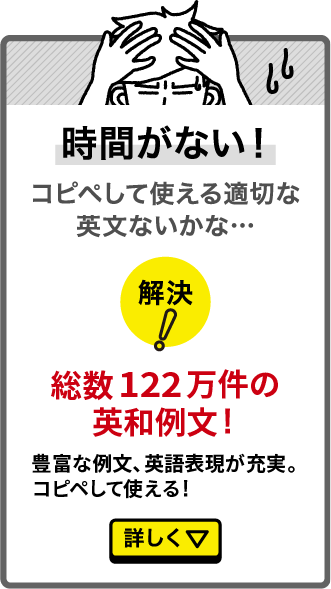 時間がない！
コピペして使える適切な
英文ないかな…
解決
！
総数122万件の
英和例文！
豊富な例文、英語表現が充実。
コピペして使える！
詳しく▽